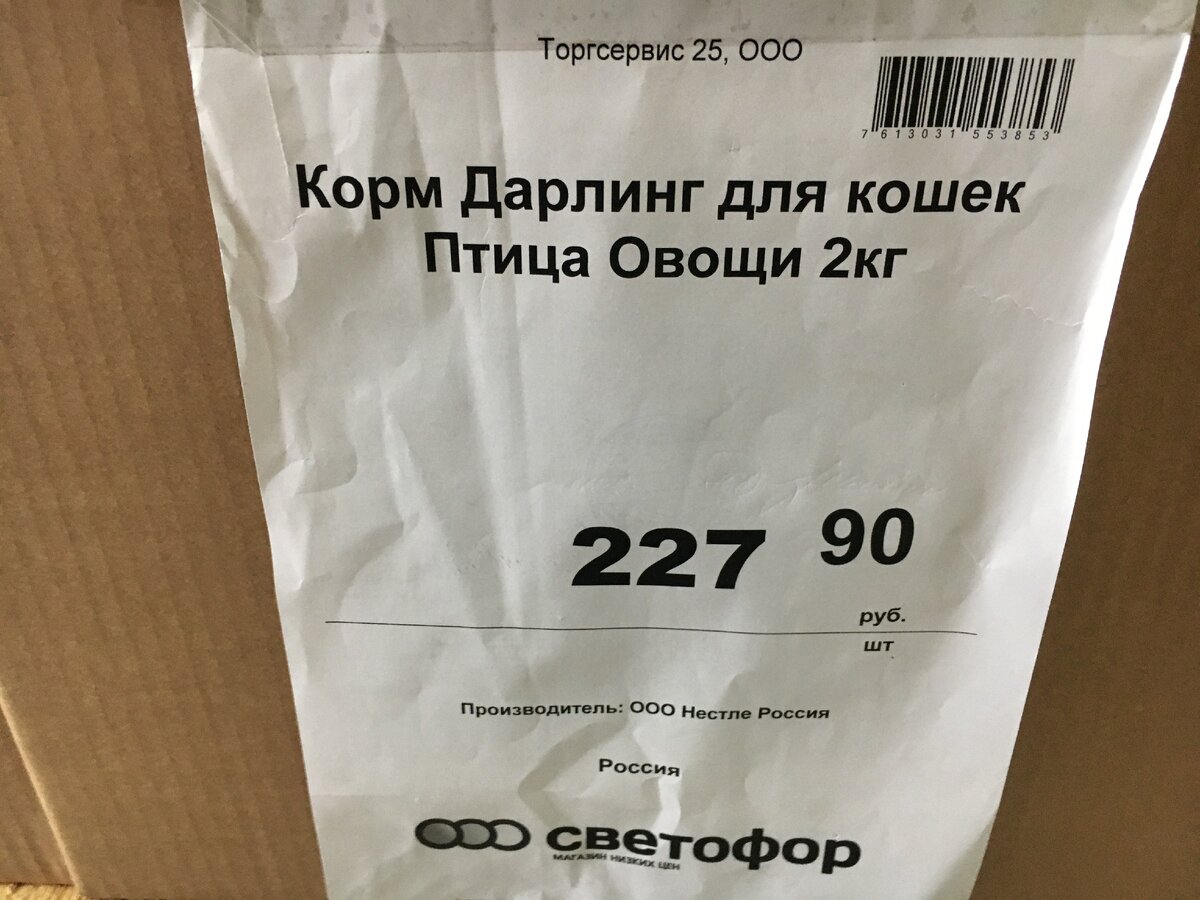 Торгсервис 25, ООО
7613031553853
Корм Дарлинг для кошек
Птица Овощи 2кг
227 90
руб.
шт
Производитель: ООО Нестле Россия
Россия
светофор
МАГАЗИН НИЗКИХ ЦЕН